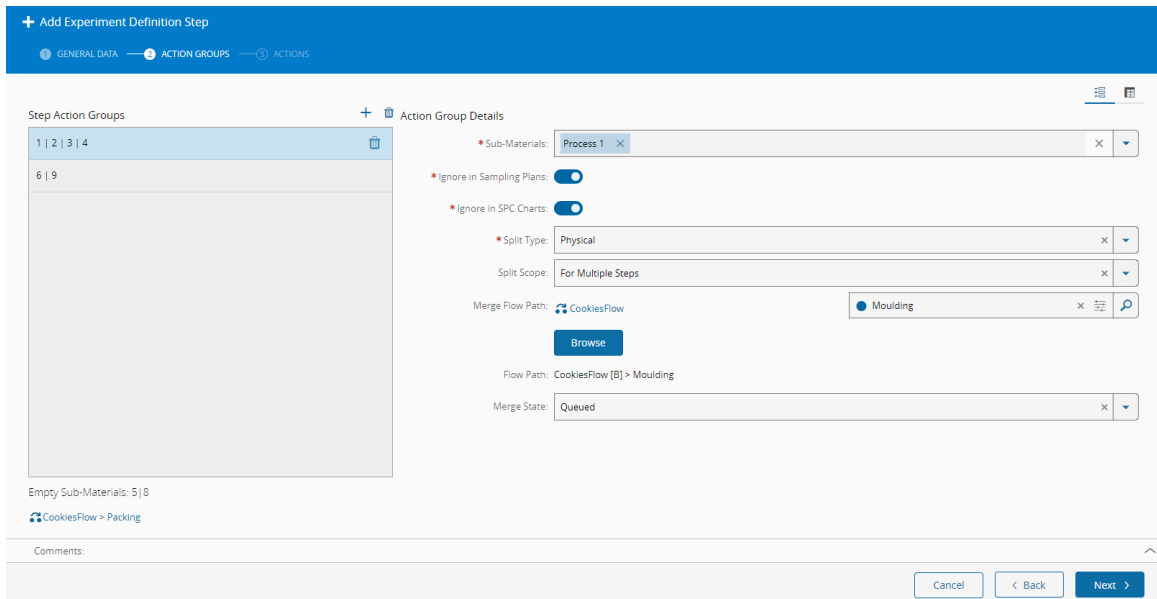 Add Experiment Definition Step
1 GENERAL DATA 2 ACTION GROUPS 3 ACTIONS
Step Action Groups
1 | 2 | 3 | 4
6 | 9
Empty Sub-Materials: 5|8
CookiesFlow > Packing
Action Group Details
*Sub-Materials: Process 1
*Ignore in Sampling Plans:
*Ignore in SPC Charts:
*Split Type: Physical
Split Scope: For Multiple Steps
Merge Flow Path: CookiesFlow Moulding
Browse
Flow Path: CookiesFlow [B] > Moulding
Merge State: Queued
Comments:
Cancel < Back Next >